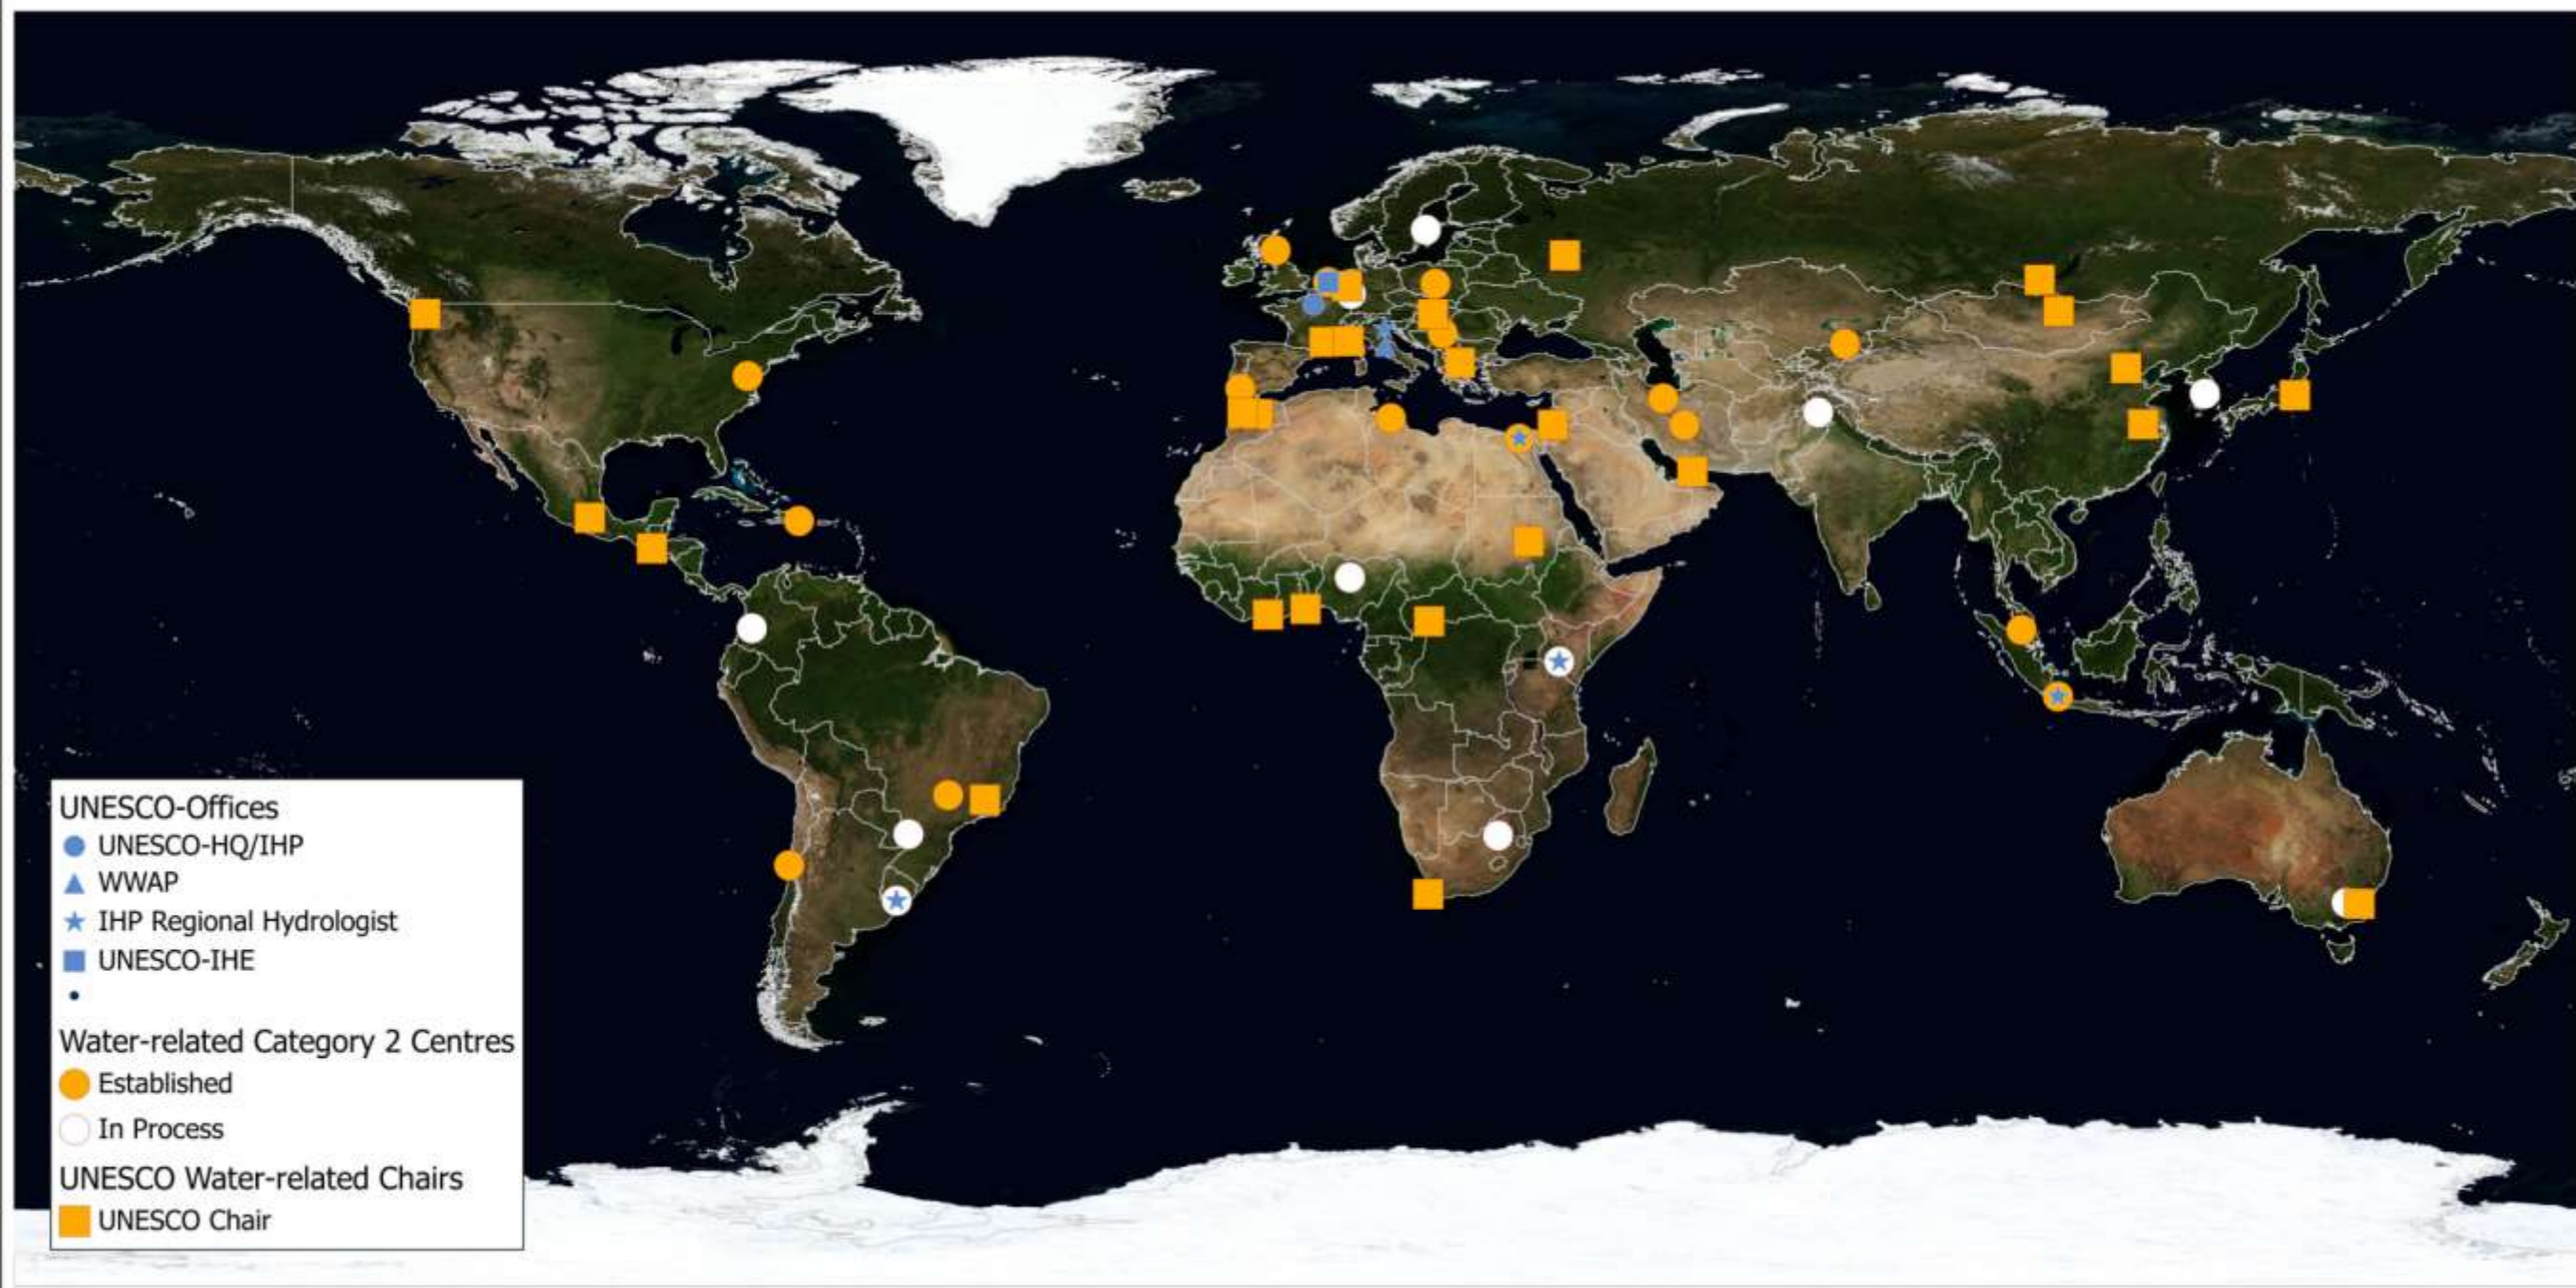 UNESCO-Offices
UNESCO-HQ/IHP
WWAP
IHP Regional Hydrologist
UNESCO-IHE
Water-related Category 2 Centres
Established
In Process
UNESCO Water-related Chairs
UNESCO Chair